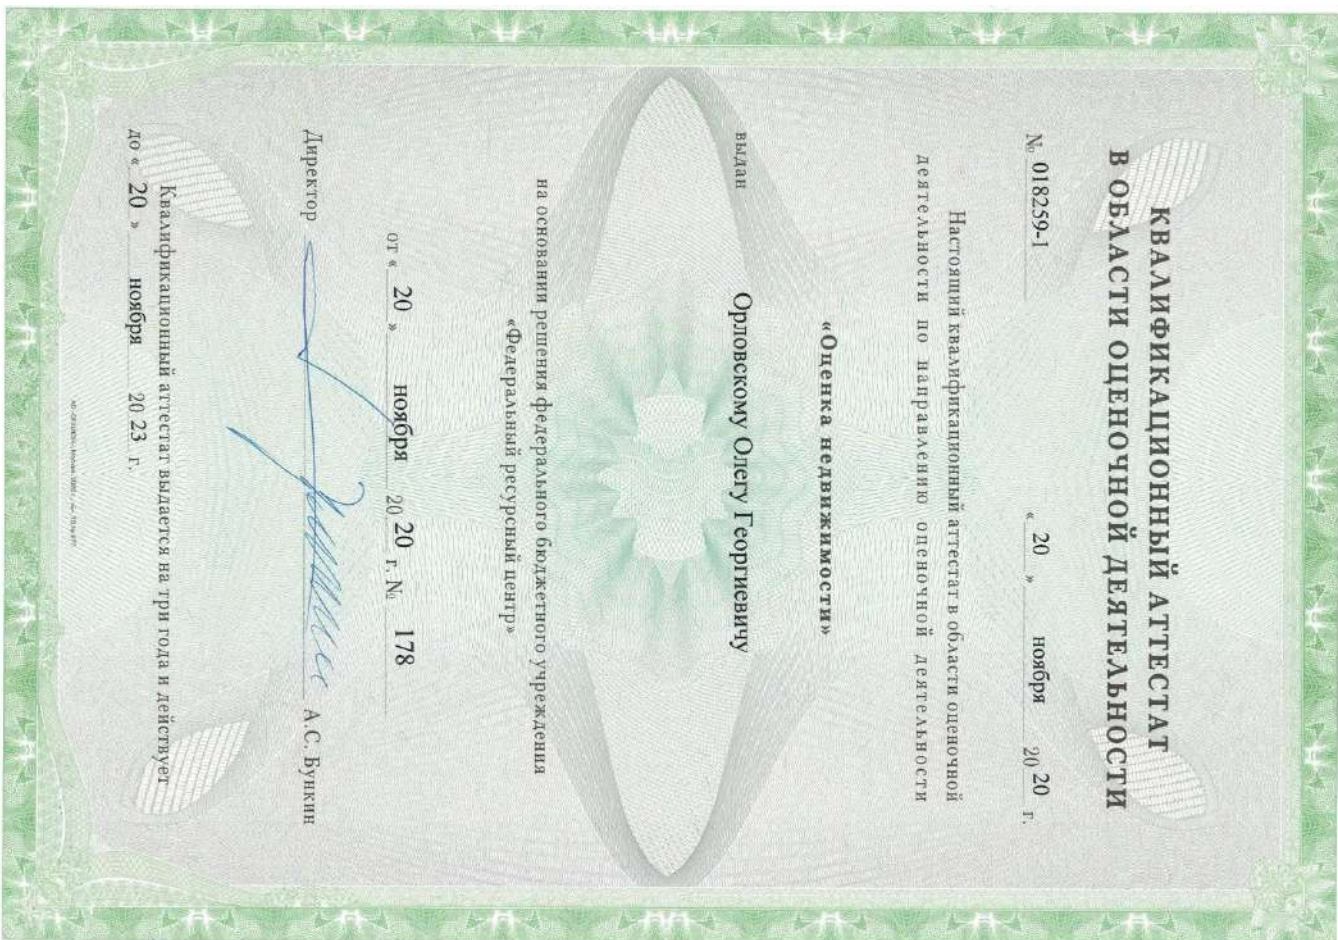 КВАЛИФИКАЦИОННЫЙ АТТЕСТАТ
В ОБЛАСТИ ОЦЕНОЧНОЙ ДЕЯТЕЛЬНОСТИ
№ 018259-1 « 20 » ноября 20 20 г.
Настоящий квалификационный аттестат в области оценочной
деятельности по направлению оценочной деятельности
«Оценка недвижимости»
выдан Орловскому Олегу Георгиевичу
на основании решения федерального бюджетного учреждения
«Федеральный ресурсный центр»
от « 20 » ноября 20 20 г. № 178
Директор А.С. Бункин
Квалификационный аттестат выдается на три года и действует
до « 20 » ноября 20 23 г.